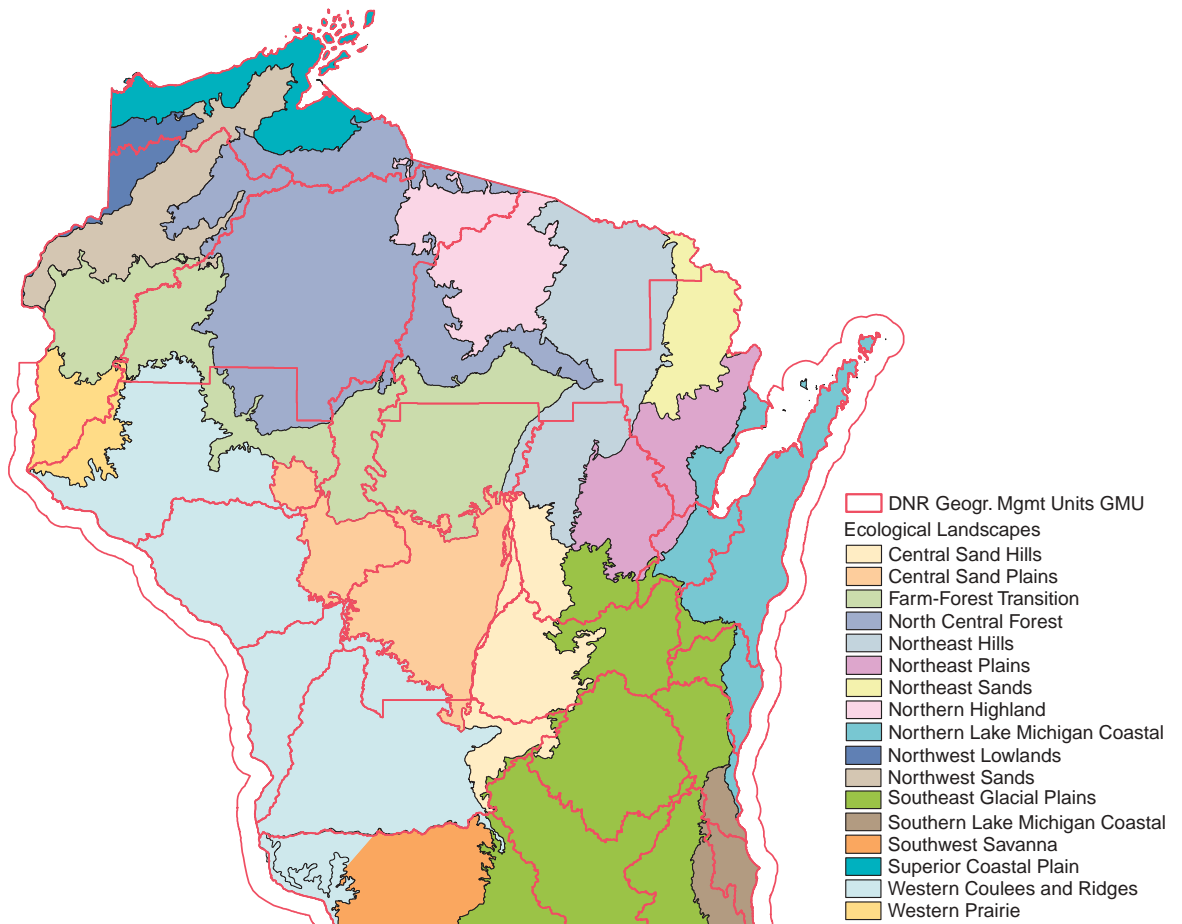 DNR Geogr. Mgmt Units GMU
Ecological Landscapes
Central Sand Hills
Central Sand Plains
Farm-Forest Transition
North Central Forest
Northeast Hills
Northeast Plains
Northeast Sands
Northern Highland
Northern Lake Michigan Coastal
Northwest Lowlands
Northwest Sands
Southeast Glacial Plains
Southern Lake Michigan Coastal
Southwest Savanna
Superior Coastal Plain
Western Coulees and Ridges
Western Prairie